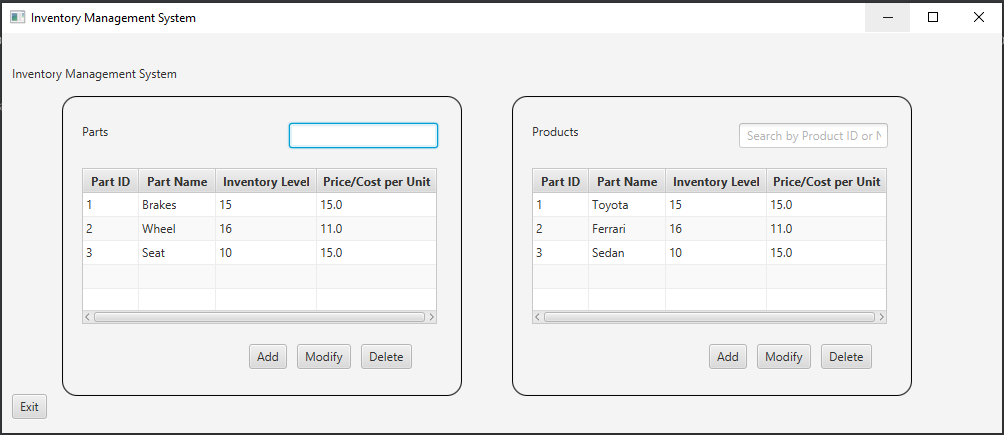 Inventory Management System
Inventory Management System
Parts
Part ID Part Name Inventory Level Price/Cost per Unit
1 Brakes 15 15.0
2 Wheel 16 11.0
3 Seat 10 15.0
Add Modify Delete
Products
Search by Product ID or N
Part ID Part Name Inventory Level Price/Cost per Unit
1 Toyota 15 15.0
2 Ferrari 16 11.0
3 Sedan 10 15.0
Add Modify Delete
Exit